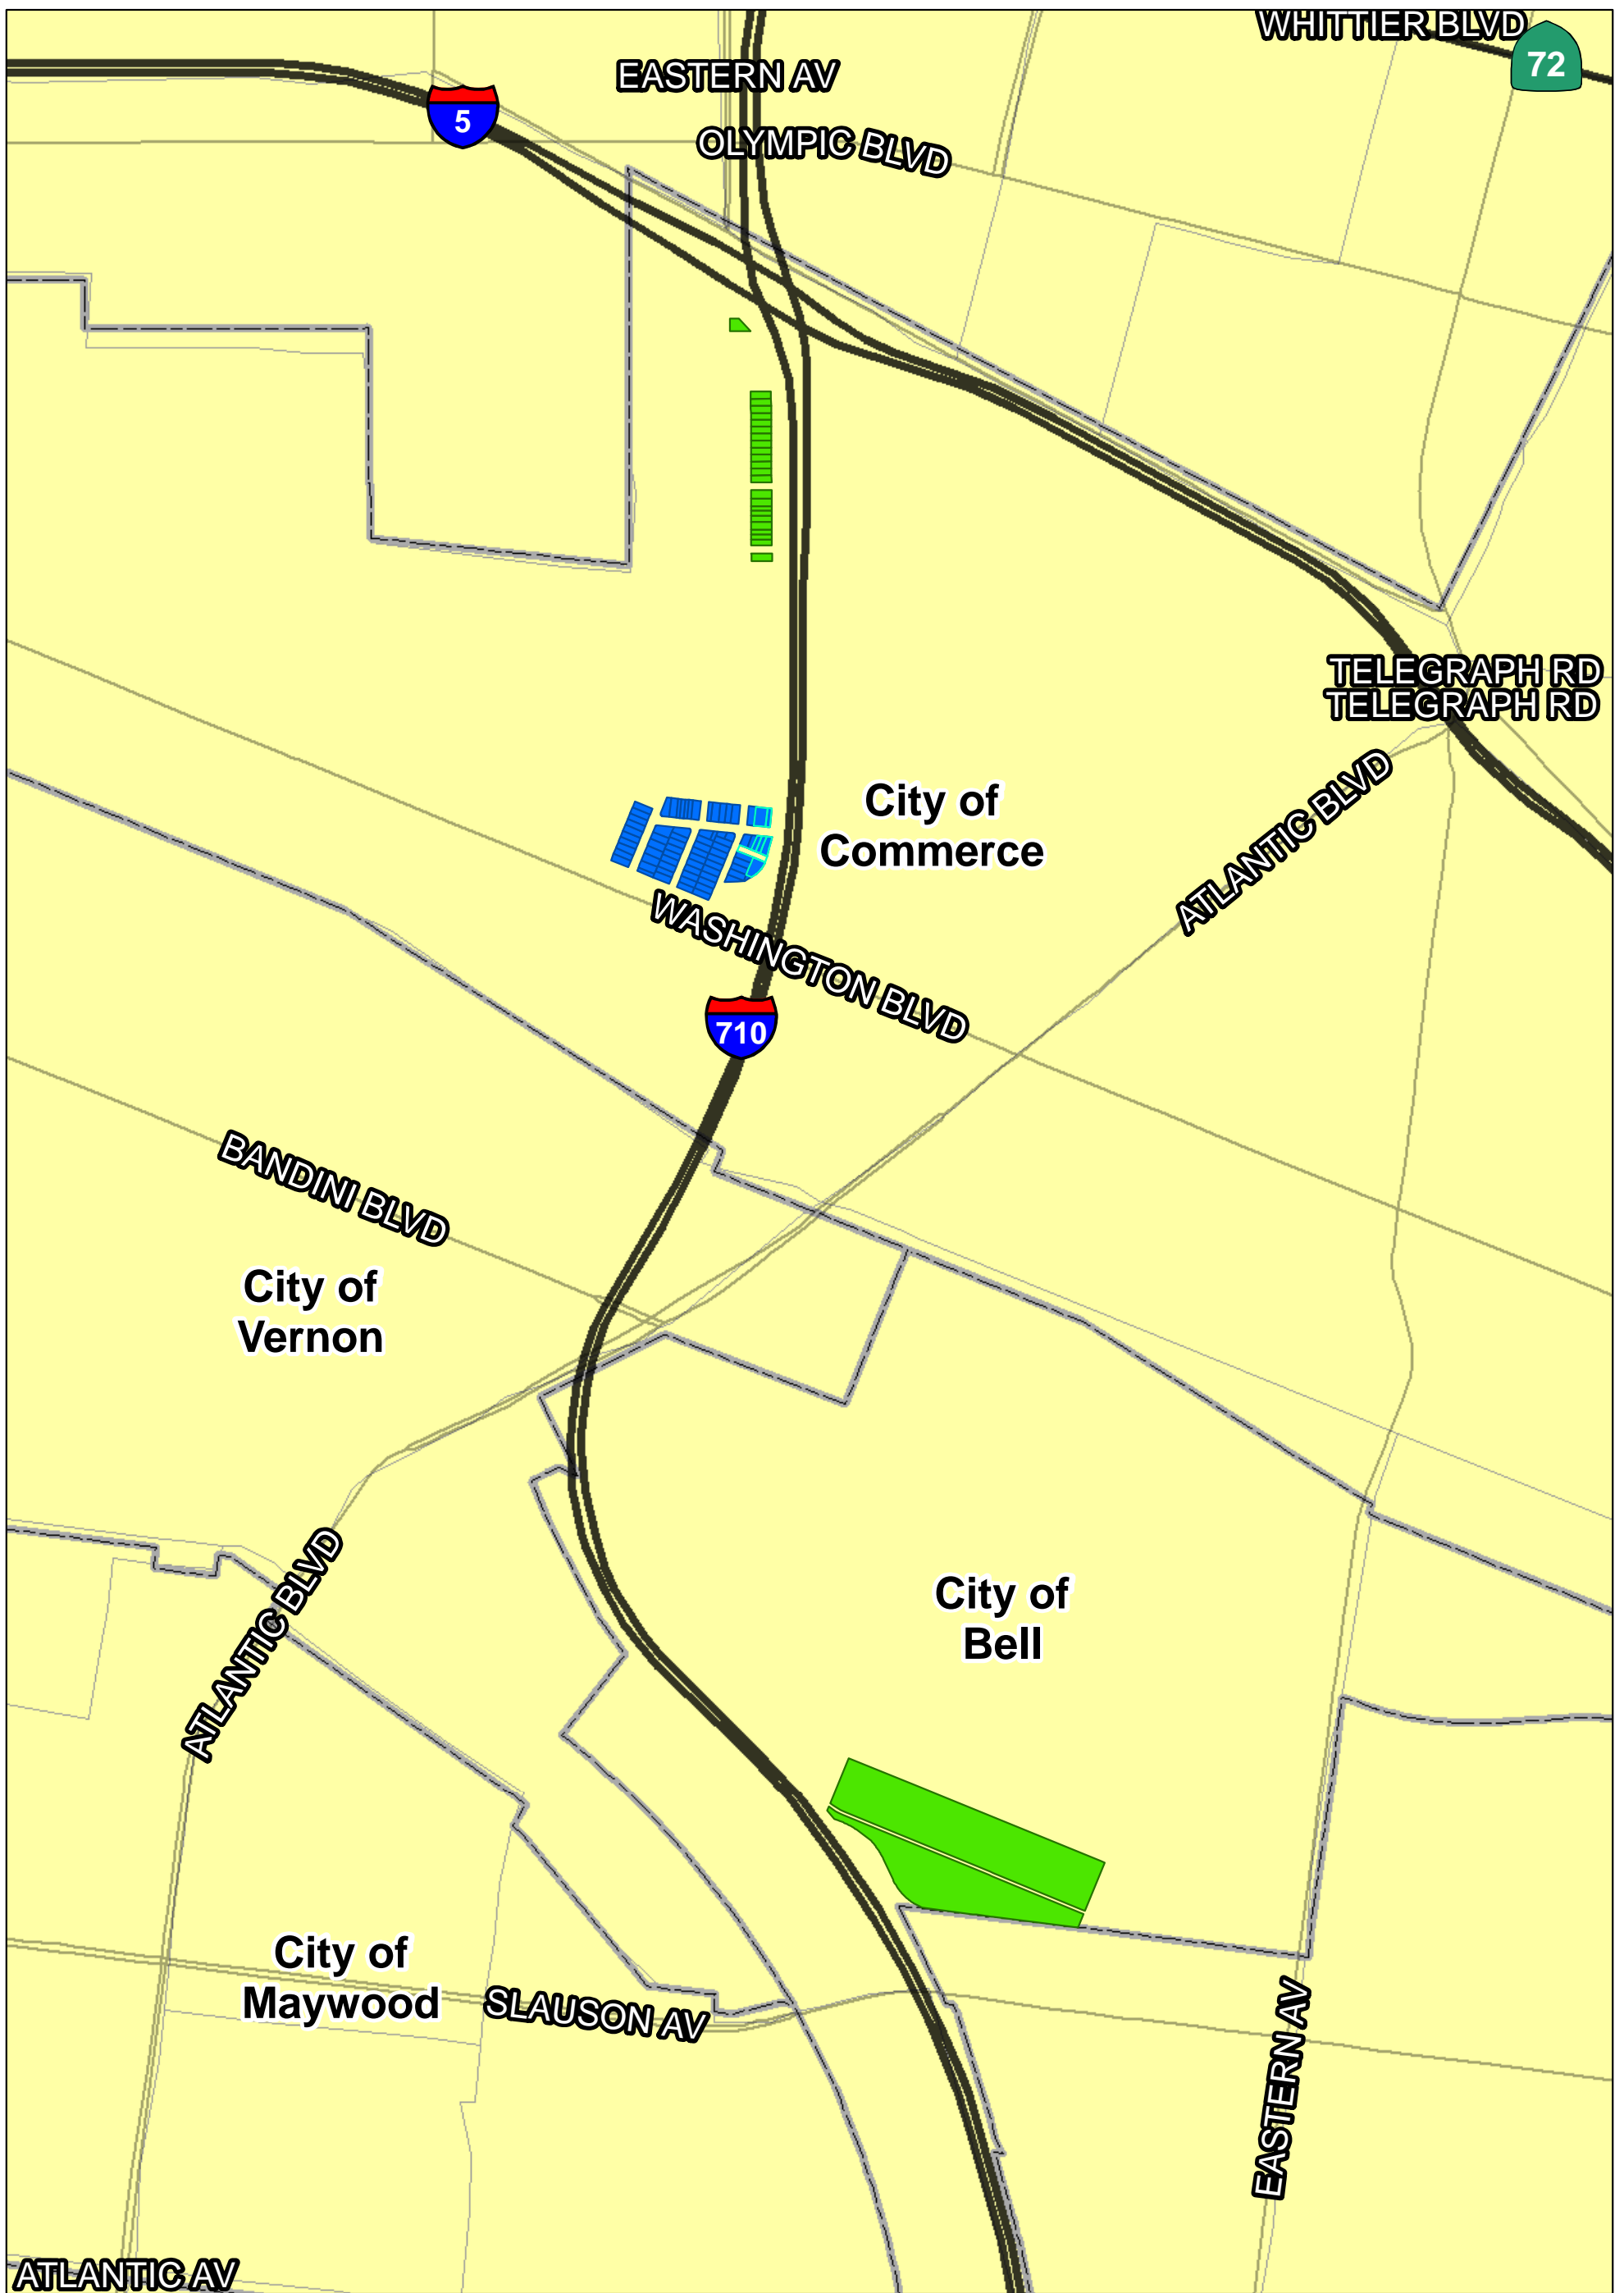 WHITTIER BLVD
72
EASTERN AV
5
OLYMPIC BLVD
TELEGRAPH RD
TELEGRAPH RD
ATLANTIC BLVD
City of
Commerce
WASHINGTON BLVD
710
BANDINI BLVD
City of
Vernon
ATLANTIC BLVD
City of
Bell
City of
Maywood
SLAUSON AV
EASTERN AV
ATLANTIC AV